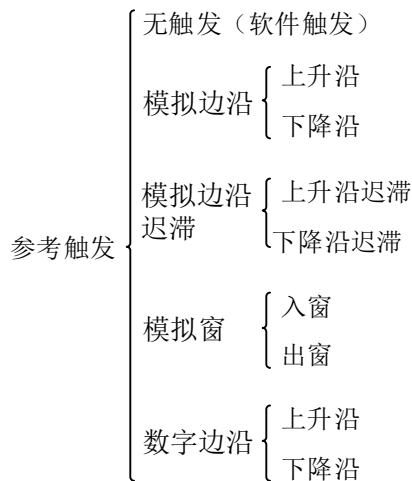 无触发（软件触发）
上升沿
模拟边沿
下降沿
模拟边沿
迟滞
上升沿迟滞
下降沿迟滞
参考触发
入窗
模拟窗
出窗
上升沿
数字边沿
下降沿